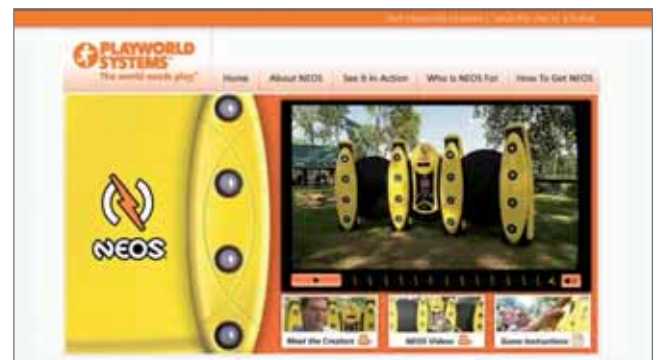 PLAYWORLD
SYSTEMS
The world needs play
Home About NEOS See It In Action Who Is NEOS For How To Get NEOS
NEOS
Meet the Creators NEOS Videos Game Instructions